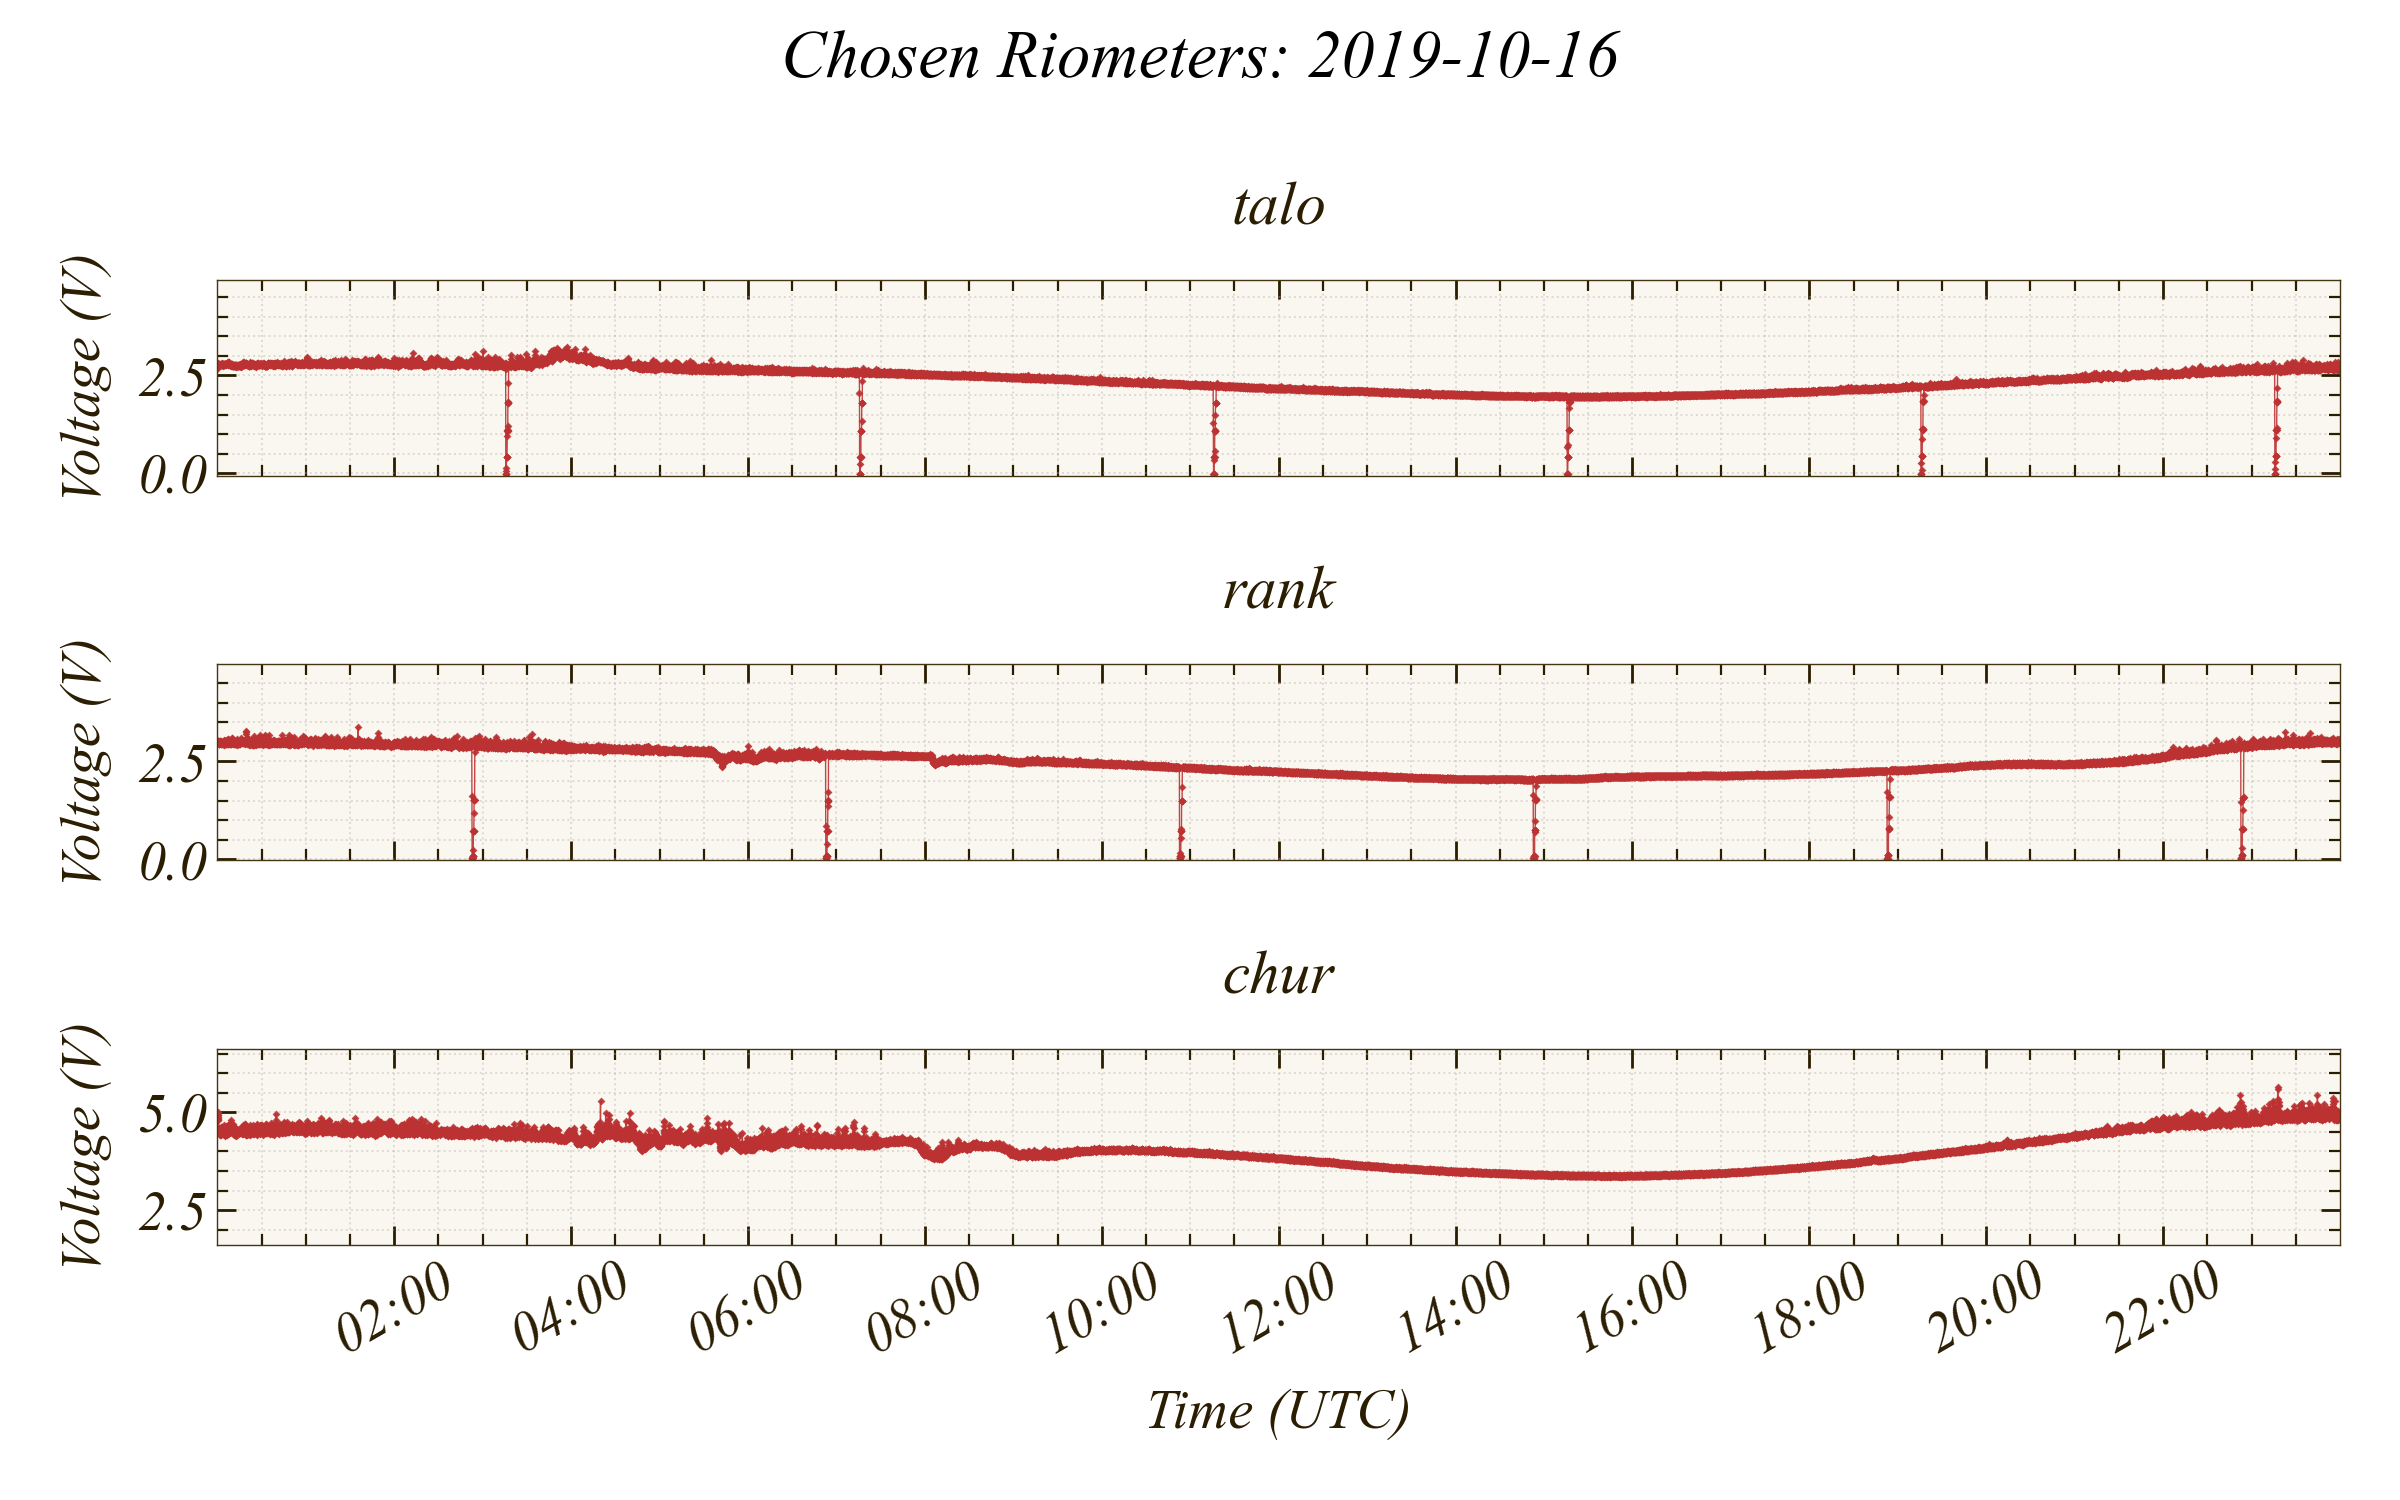 Chosen Riometers: 2019-10-16
talo
Voltage (V)
2.5
0.0
rank
Voltage (V)
2.5
0.0
chur
Voltage (V)
5.0
2.5
02:00 04:00 06:00 08:00 10:00 12:00 14:00 16:00 18:00 20:00 22:00
Time (UTC)